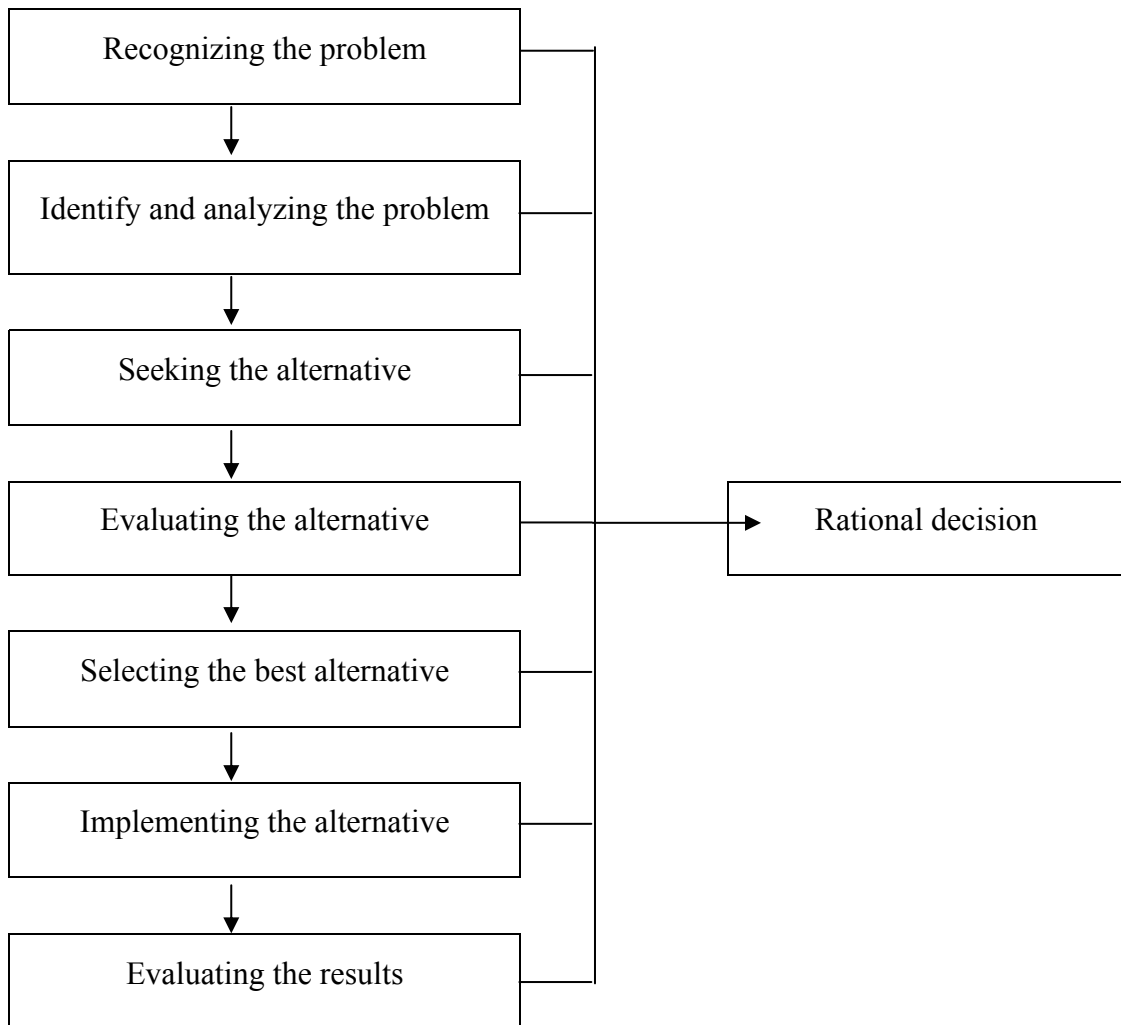 Recognizing the problem
Identify and analyzing the problem
Seeking the alternative
Evaluating the alternative
Rational decision
Selecting the best alternative
Implementing the alternative
Evaluating the results